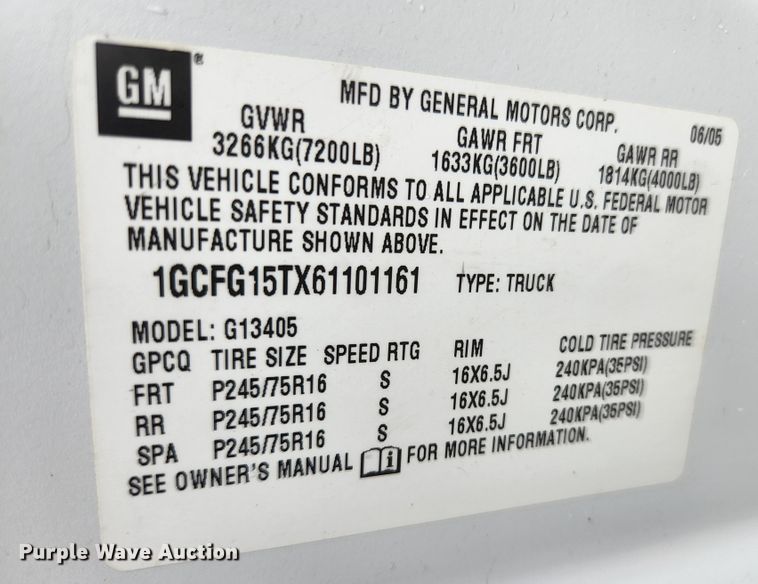 GM®
MFD BY GENERAL MOTORS CORP. 06/05
GVWR GAWR FRT GAWR RR
3266KG(7200LB) 1633KG(3600LB) 1814KG(4000LB)
THIS VEHICLE CONFORMS TO ALL APPLICABLE U.S. FEDERAL MOTOR
VEHICLE SAFETY STANDARDS IN EFFECT ON THE DATE OF
MANUFACTURE SHOWN ABOVE.
1GCFG15TX61101161 TYPE: TRUCK
MODEL: G13405
GPCQ TIRE SIZE SPEED RTG RIM COLD TIRE PRESSURE
FRT P245/75R16 S 16X6.5J 240KPA(35PSI)
RR P245/75R16 S 16X6.5J 240KPA(35PSI)
SPA P245/75R16 S 16X6.5J 240KPA(35PSI)
SEE OWNER'S MANUAL i FOR MORE INFORMATION.
Purple Wave Auction